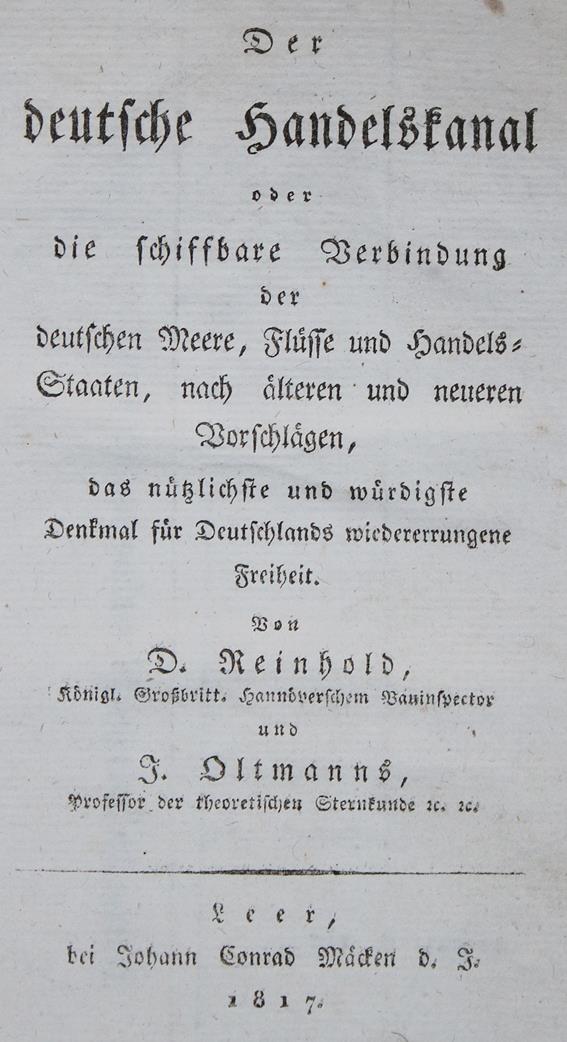 Der
deutsche Handelskanal
oder
die schiffbare Verbindung
der
deutschen Meere, Flüsse und Handels-
Staaten, nach älteren und neueren
Vorschlägen,
das nützlichste und würdigste
Denkmal für Deutschlands wiedererrungene
Freiheit.
Von
D. Reinhold,
Königl. Großbritt. Hannöverschem Bauinspector
und
J. Oltmanns,
Professor der theoretischen Sternkunde ꝛc. ꝛc.
Leer,
bei Johann Conrad Mäcken d. J.
1817.